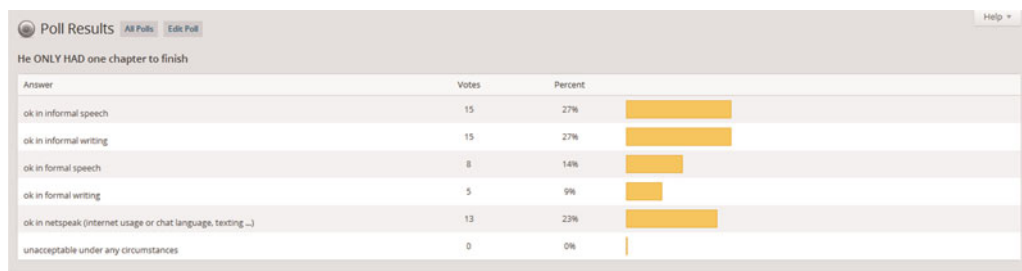 Help
Poll Results All Polls Edit Poll
He ONLY HAD one chapter to finish
Answer Votes Percent
ok in informal speech 15 27%
ok in informal writing 15 27%
ok in formal speech 8 14%
ok in formal writing 5 9%
ok in netspeak (internet usage or chat language, texting ...) 13 23%
unacceptable under any circumstances 0 0%